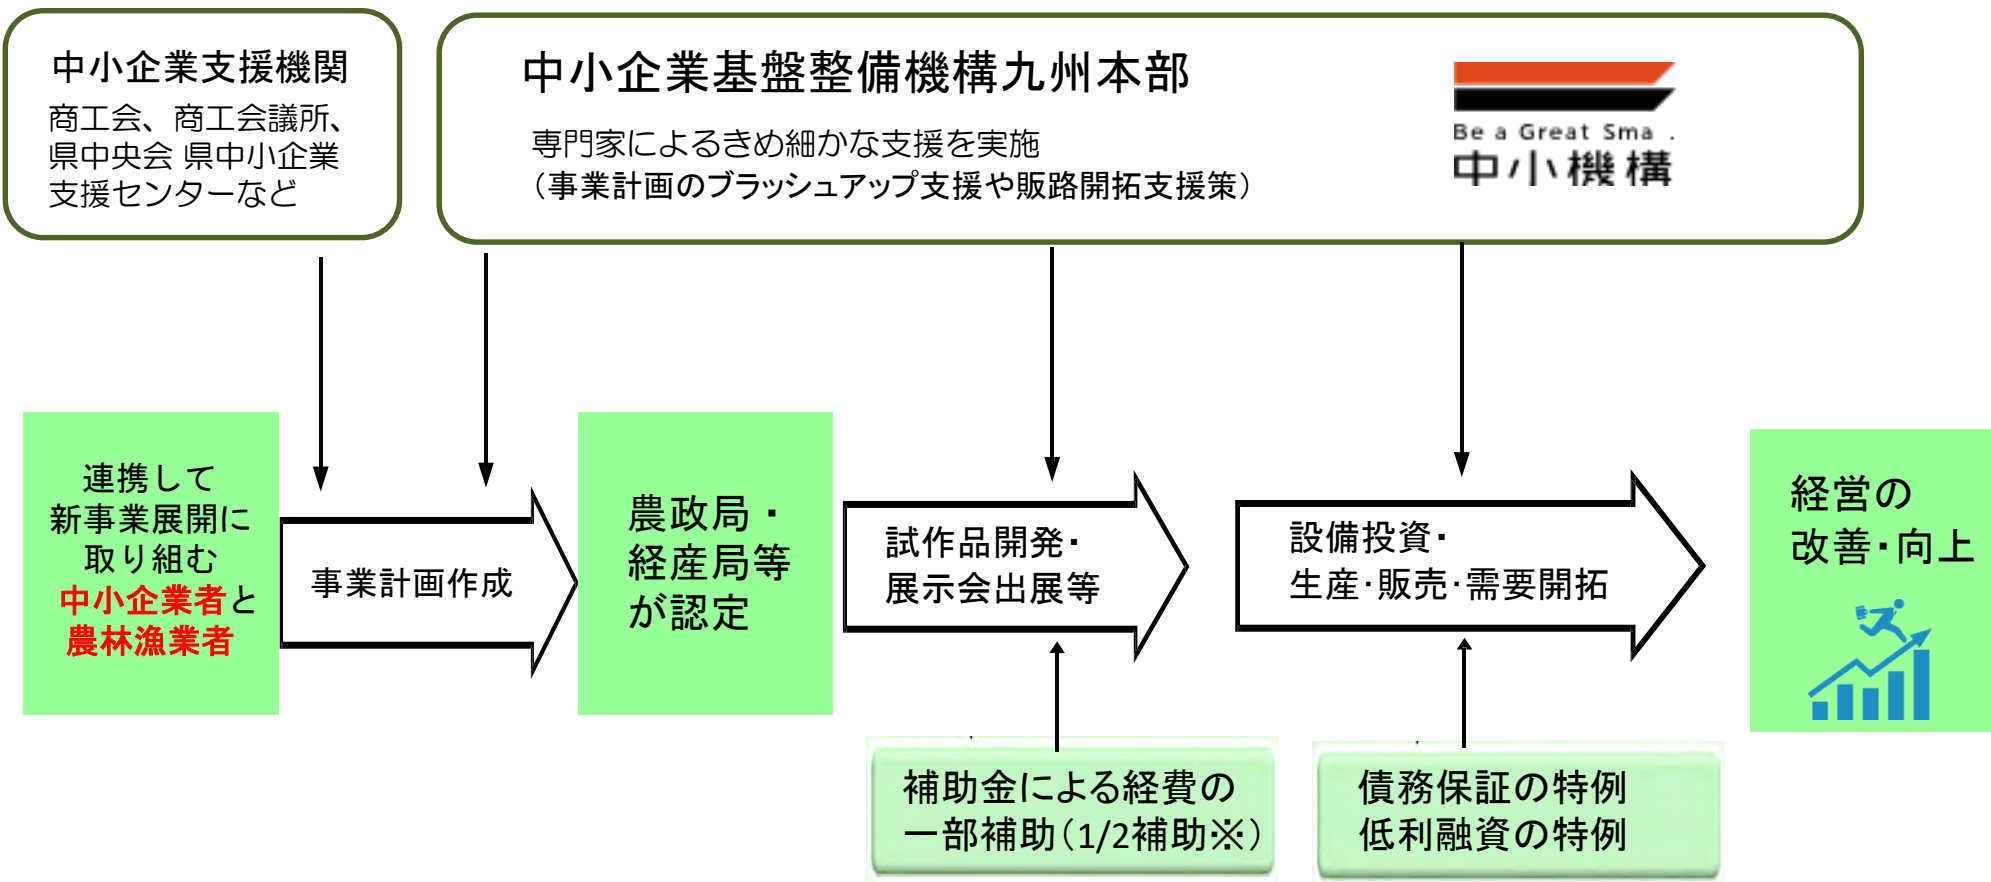 中小企業支援機関
商工会、商工会議所、
県中央会 県中小企業
支援センターなど
中小企業基盤整備機構九州本部
専門家によるきめ細かな支援を実施
（事業計画のブラッシュアップ支援や販路開拓支援策）
Be a Great Sma .
中小機構
連携して
新事業展開に
取り組む
中小企業者と
農林漁業者
事業計画作成
農政局・
経産局等
が認定
試作品開発・
展示会出展等
設備投資・
生産・販売・需要開拓
経営の
改善・向上
補助金による経費の
一部補助（1/2補助※）
債務保証の特例
低利融資の特例